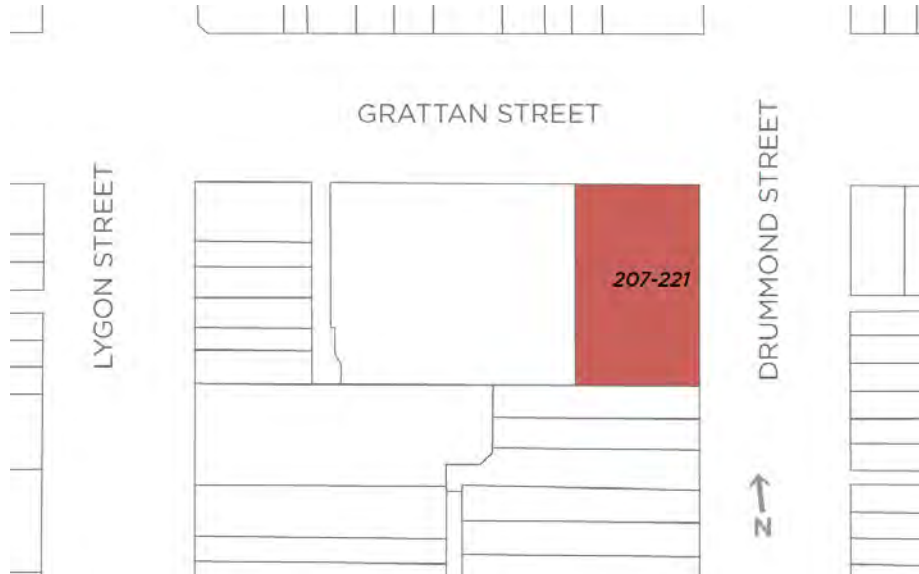 GRATTAN STREET
DRUMMOND STREET
LYGON STREET
207-221
N